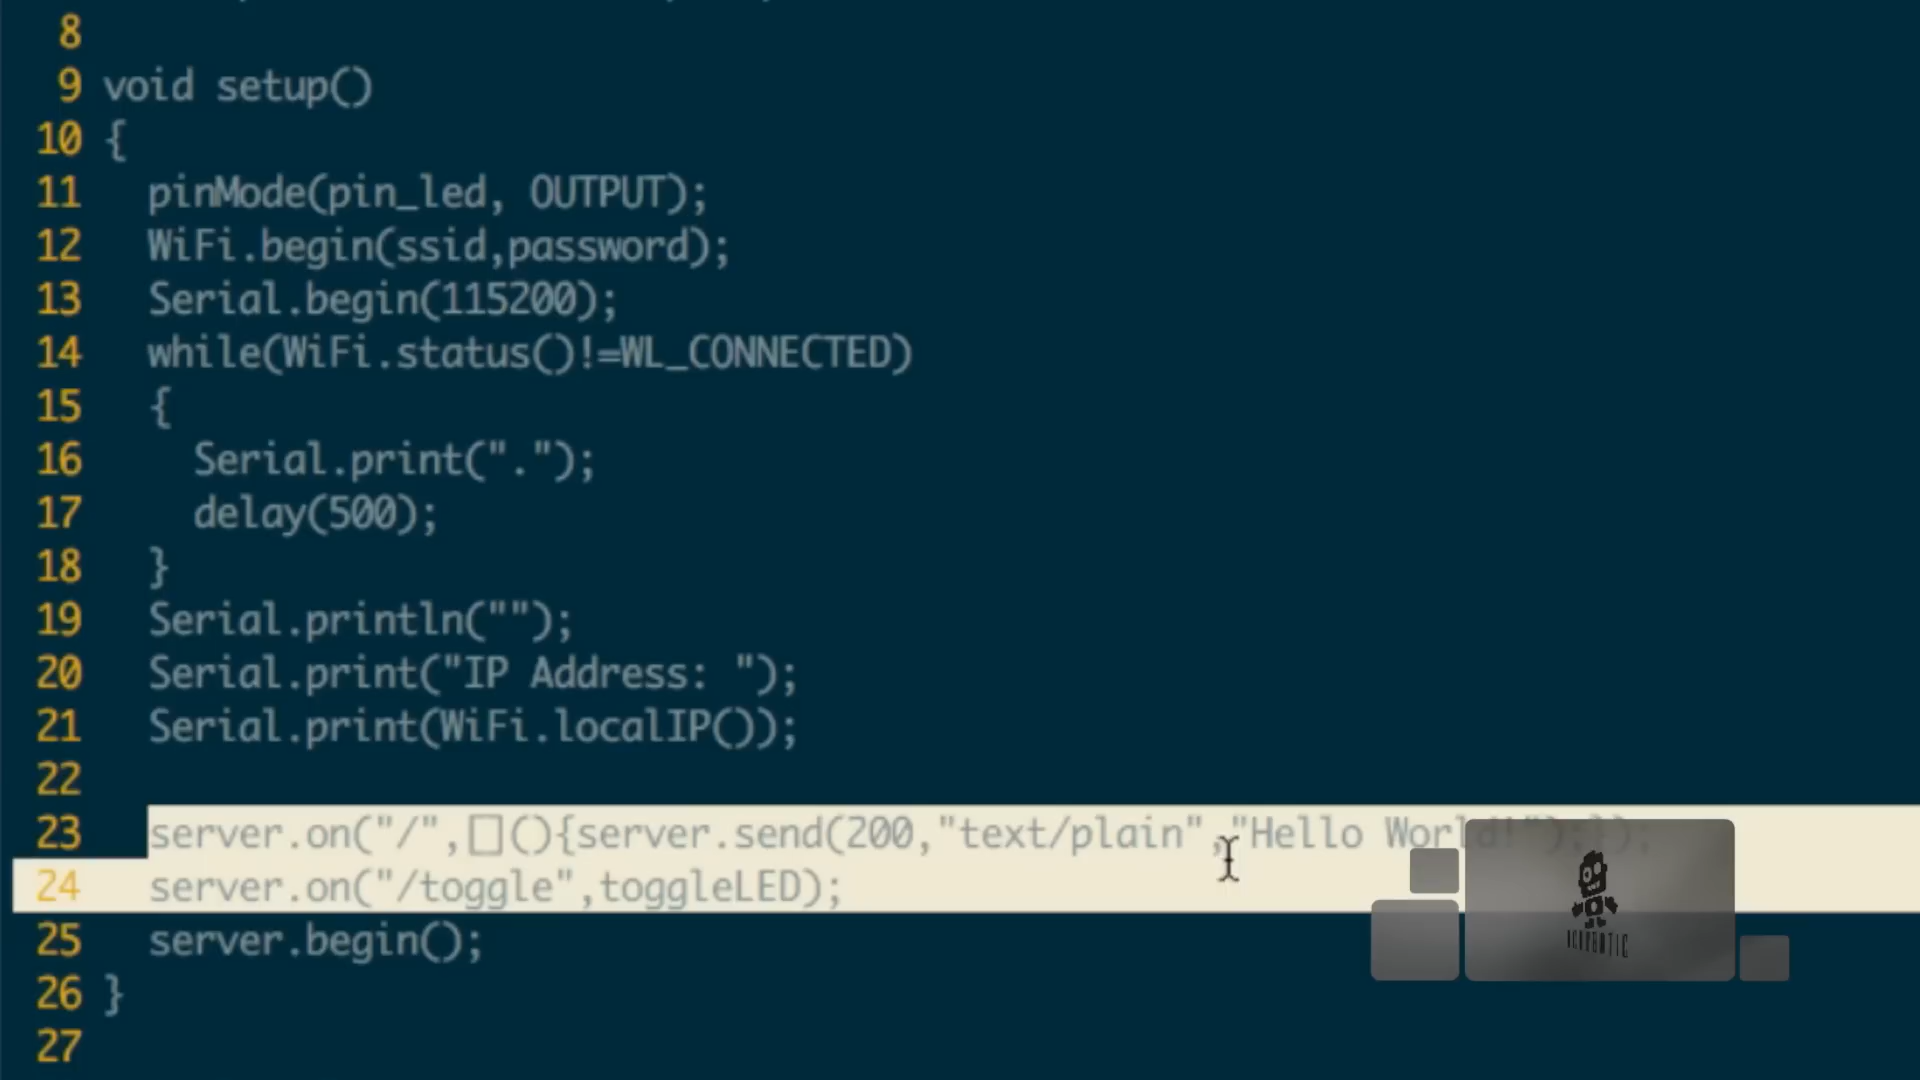 8
9 void setup()
10 {
11 pinMode(pin_led, OUTPUT);
12 WiFi.begin(ssid,password);
13 Serial.begin(115200);
14 while(WiFi.status()!=WL_CONNECTED)
15 {
16 Serial.print(".");
17 delay(500);
18 }
19 Serial.println("");
20 Serial.print("IP Address: ");
21 Serial.print(WiFi.localIP());
22
23 server.on("/",[](){server.send(200,"text/plain","Hello World!");});
24 server.on("/toggle",toggleLED);
25 server.begin();
26 }
27